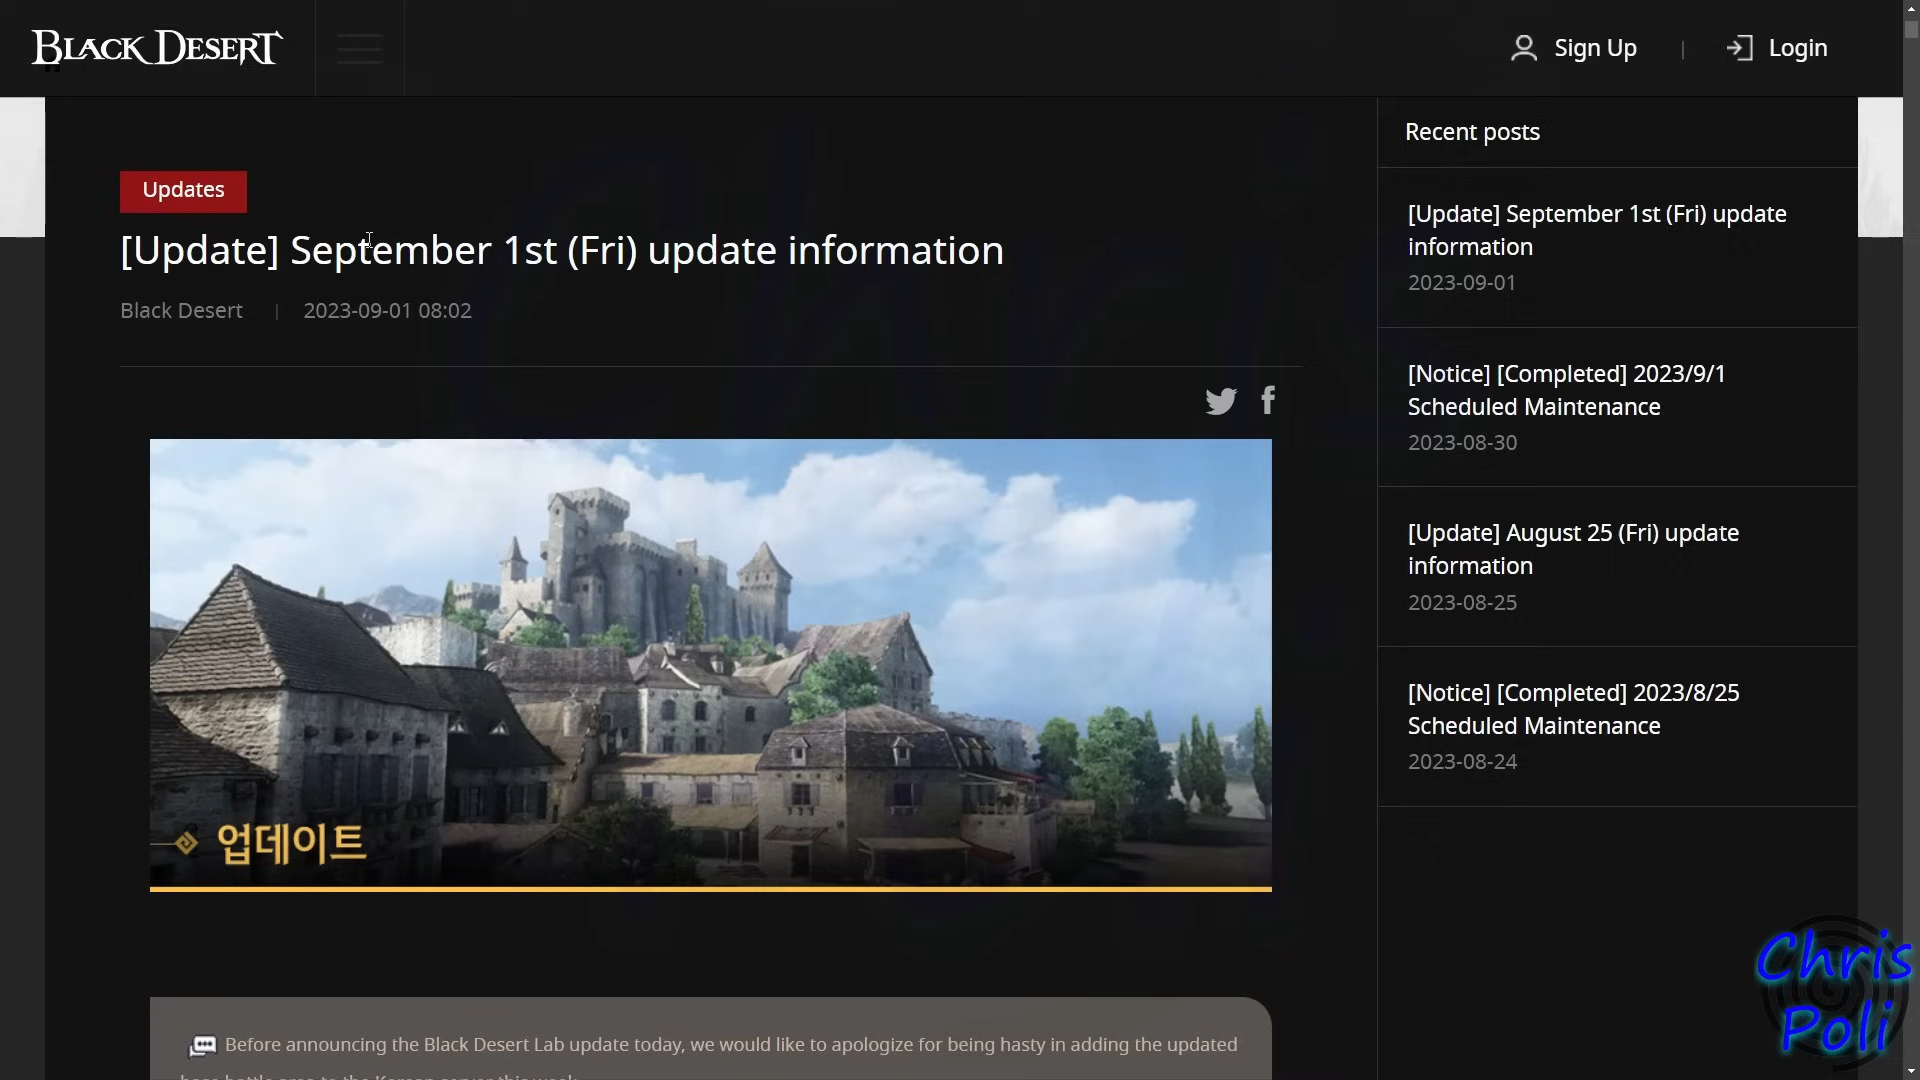 BLACK DESERT
Sign Up
Login
Updates
[Update] September 1st (Fri) update information
Black Desert
2023-09-01 08:02
업데이트
Before announcing the Black Desert Lab update today, we would like to apologize for being hasty in adding the updated
Recent posts
[Update] September 1st (Fri) update
information
2023-09-01
[Notice] [Completed] 2023/9/1
Scheduled Maintenance
2023-08-30
[Update] August 25 (Fri) update
information
2023-08-25
[Notice] [Completed] 2023/8/25
Scheduled Maintenance
2023-08-24
Chris
Poli